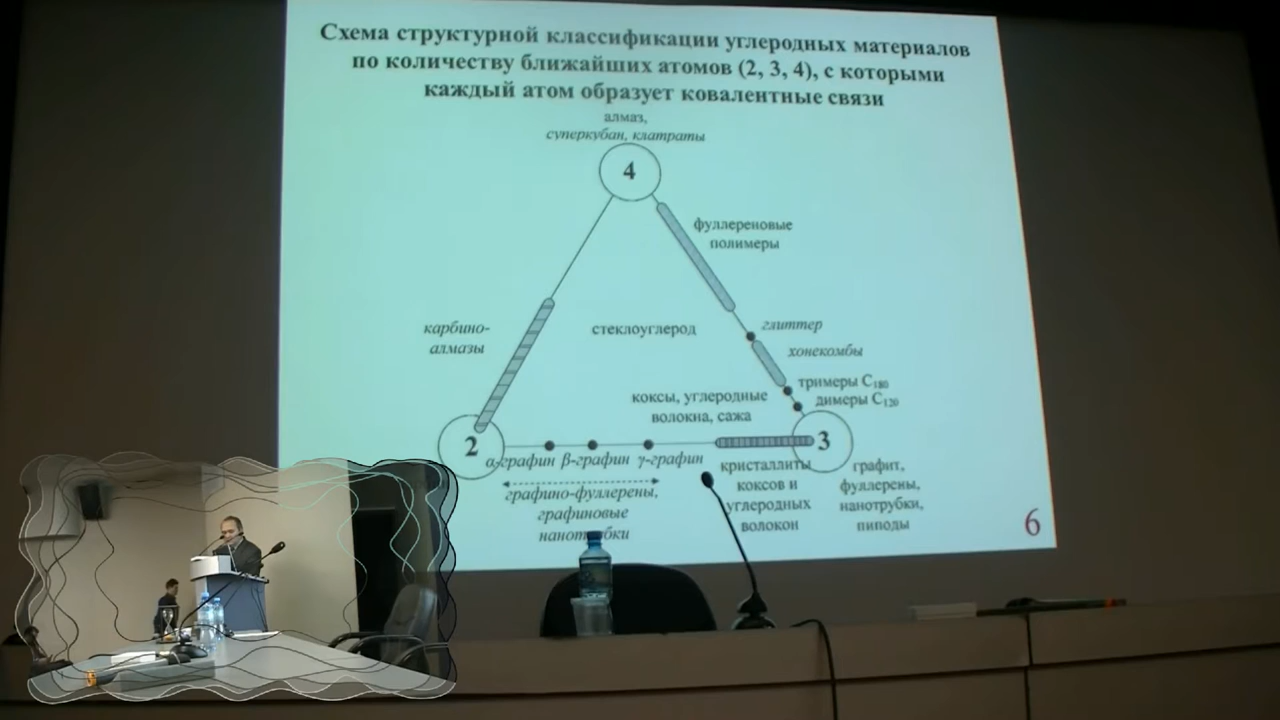 Схема структурной классификации углеродных материалов
по количеству ближайших атомов (2, 3, 4), с которыми
каждый атом образует ковалентные связи
алмаз,
суперкубан, клатраты
4
фуллереновые
полимеры
глиттер
карбино-
алмазы
стеклоуглерод
хонекомбы
тримеры C₁₈₀
димеры C₁₂₀
коксы, углеродные
волокна, сажа
2
3
α-графин β-графин γ-графин
графино-фуллерены,
графиновые
нанотрубки
кристаллиты
коксов и
углеродных
волокон
графит,
фуллерены,
нанотрубки,
пиподы
6